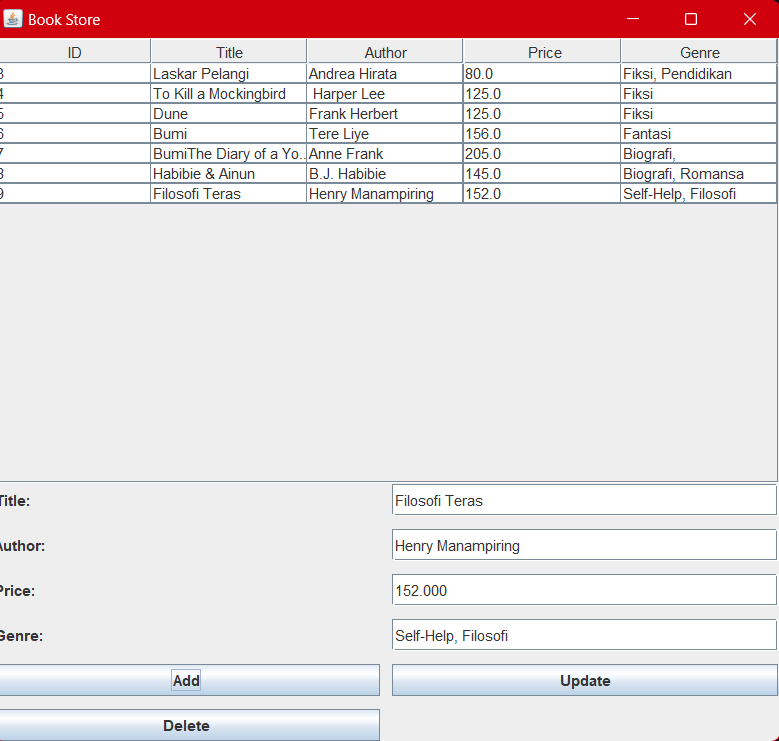 Book Store
ID Title Author Price Genre
3 Laskar Pelangi Andrea Hirata 80.0 Fiksi, Pendidikan
4 To Kill a Mockingbird Harper Lee 125.0 Fiksi
5 Dune Frank Herbert 125.0 Fiksi
6 Bumi Tere Liye 156.0 Fantasi
7 BumiThe Diary of a Yo... Anne Frank 205.0 Biografi,
8 Habibie & Ainun B.J. Habibie 145.0 Biografi, Romansa
9 Filosofi Teras Henry Manampiring 152.0 Self-Help, Filosofi
Title: Filosofi Teras
Author: Henry Manampiring
Price: 152.000
Genre: Self-Help, Filosofi
Add Update
Delete